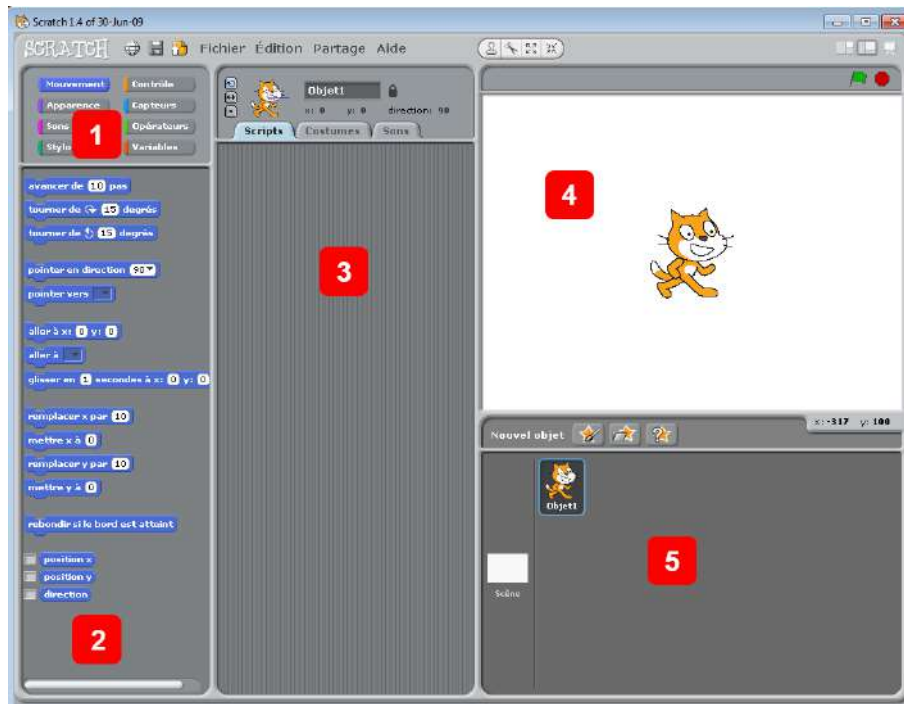 Scratch 1.4 of 30-Jun-09
SCRATCH Fichier Édition Partage Aide
Mouvement Contrôle
Apparence Capteurs
Sons Opérateurs
Stylo Variables
1
avancer de 10 pas
tourner de 15 degrés
tourner de 15 degrés
pointer en direction 90
pointer vers
aller à x: 0 y: 0
aller à
glisser en 1 secondes à x: 0 y: 0
remplacer x par 10
mettre x à 0
remplacer y par 10
mettre y à 0
rebondir si le bord est atteint
position x
position y
direction
2
Objet1
x: 0 y: 0 direction: 90
Scripts Costumes Sons
3
4
x: -317 y: 100
Nouvel objet
Objet1
Scène
5